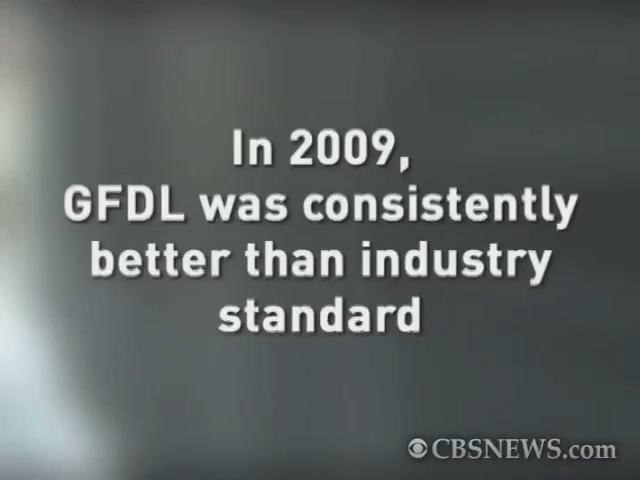 In 2009,
GFDL was consistently
better than industry
standard
CBSNEWS.com